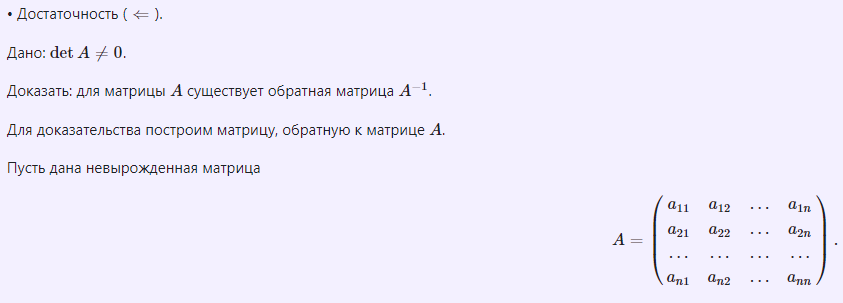 • Достаточность ( ⇐ ).
Дано: det A ≠ 0.
Доказать: для матрицы A существует обратная матрица A⁻¹.
Для доказательства построим матрицу, обратную к матрице A.
Пусть дана невырожденная матрица
a₁₁ a₁₂ … a₁ₙ
a₂₁ a₂₂ … a₂ₙ
A =
… … … …
aₙ₁ aₙ₂ … aₙₙ
.